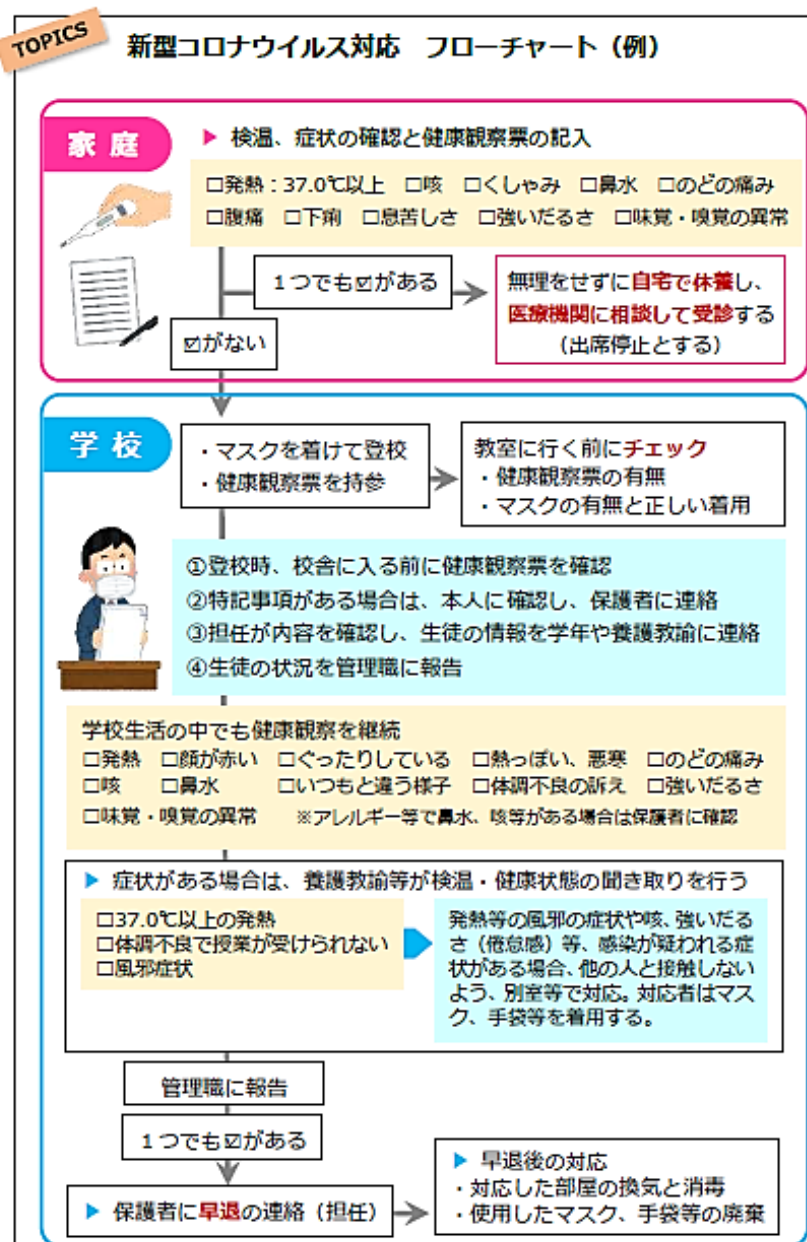 TOPICS
新型コロナウイルス対応 フローチャート（例）
家庭
▶ 検温、症状の確認と健康観察票の記入
□発熱：37.0℃以上 □咳 □くしゃみ □鼻水 □のどの痛み
□腹痛 □下痢 □息苦しさ □強いだるさ □味覚・嗅覚の異常
１つでも☑がある
無理をせずに自宅で休養し、
医療機関に相談して受診する
（出席停止とする）
☑がない
学校
・マスクを着けて登校
・健康観察票を持参
教室に行く前にチェック
・健康観察票の有無
・マスクの有無と正しい着用
①登校時、校舎に入る前に健康観察票を確認
②特記事項がある場合は、本人に確認し、保護者に連絡
③担任が内容を確認し、生徒の情報を学年や養護教諭に連絡
④生徒の状況を管理職に報告
学校生活の中でも健康観察を継続
□発熱 □顔が赤い □ぐったりしている □熱っぽい、悪寒 □のどの痛み
□咳 □鼻水 □いつもと違う様子 □体調不良の訴え □強いだるさ
□味覚・嗅覚の異常 ※アレルギー等で鼻水、咳等がある場合は保護者に確認
▶ 症状がある場合は、養護教諭等が検温・健康状態の聞き取りを行う
□37.0℃以上の発熱
□体調不良で授業が受けられない
□風邪症状
発熱等の風邪の症状や咳、強いだる
さ（倦怠感）等、感染が疑われる症
状がある場合、他の人と接触しない
よう、別室等で対応。対応者はマス
ク、手袋等を着用する。
管理職に報告
１つでも☑がある
▶ 保護者に早退の連絡（担任）
▶ 早退後の対応
・対応した部屋の換気と消毒
・使用したマスク、手袋等の廃棄